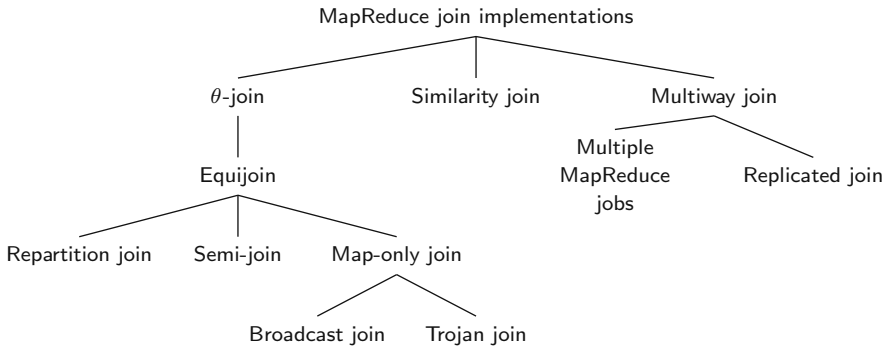 MapReduce join implementations
θ-join
Similarity join
Multiway join
Multiple
MapReduce
jobs
Replicated join
Equijoin
Repartition join
Semi-join
Map-only join
Broadcast join
Trojan join